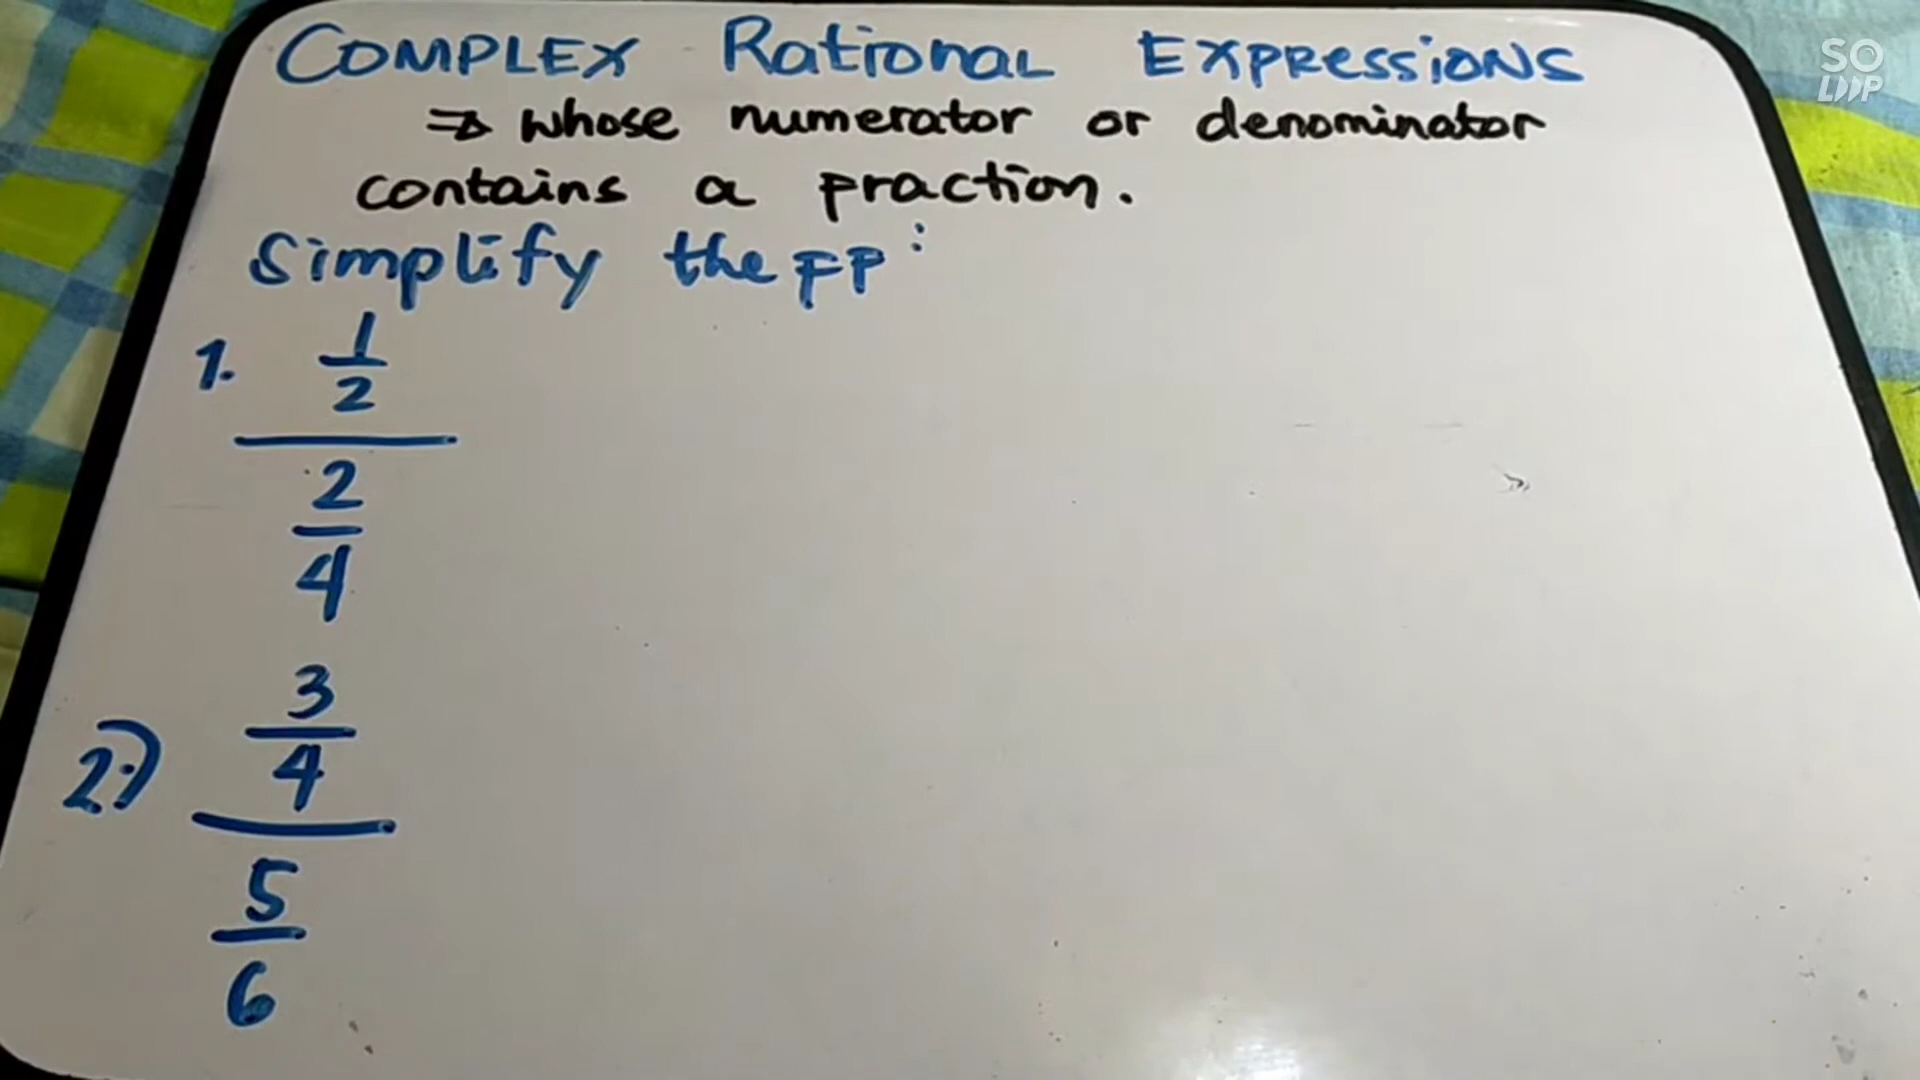 COMPLEX Rational EXPRESSIONS
⇒ whose numerator or denominator
contains a praction.
Simplify the FP:
1. 1
2
2
4
2.) 3
4
5
6
SO
LOOP